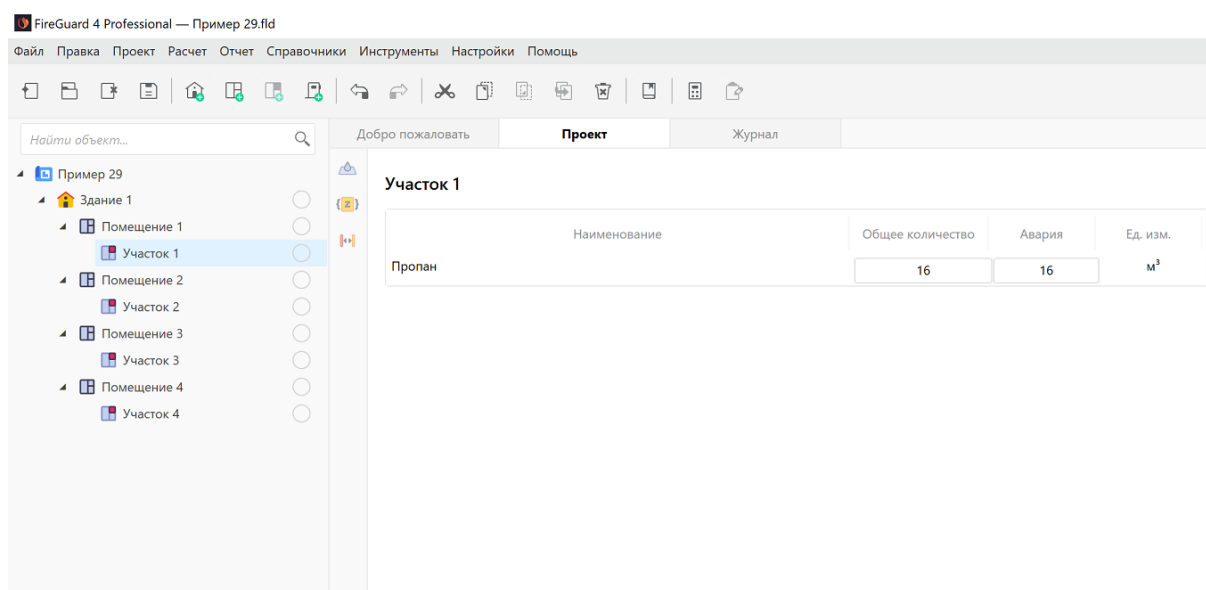 FireGuard 4 Professional — Пример 29.fld
Файл Правка Проект Расчет Отчет Справочники Инструменты Настройки Помощь
Найти объект...
Добро пожаловать Проект Журнал
Пример 29
Здание 1
Помещение 1
Участок 1
Помещение 2
Участок 2
Помещение 3
Участок 3
Помещение 4
Участок 4
{z}
Участок 1
Наименование Общее количество Авария Ед. изм.
Пропан 16 16 м³